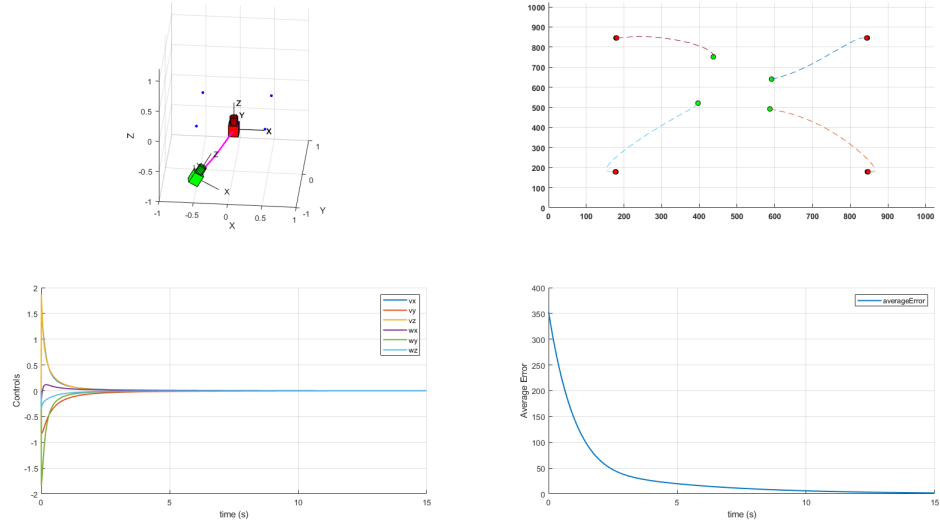 1
0.5
0
-0.5
-1
Z
Z
Y
X
Z
X
1
0
-1
Y
-1
-0.5
0
0.5
1
X
1000
900
800
700
600
500
400
300
200
100
0
0 100 200 300 400 500 600 700 800 900 1000
2
1.5
1
0.5
0
-0.5
-1
-1.5
-2
Controls
vx
vy
vz
wx
wy
wz
0 5 10 15
time (s)
400
350
300
250
200
150
100
50
0
Average Error
averageError
0 5 10 15
time (s)